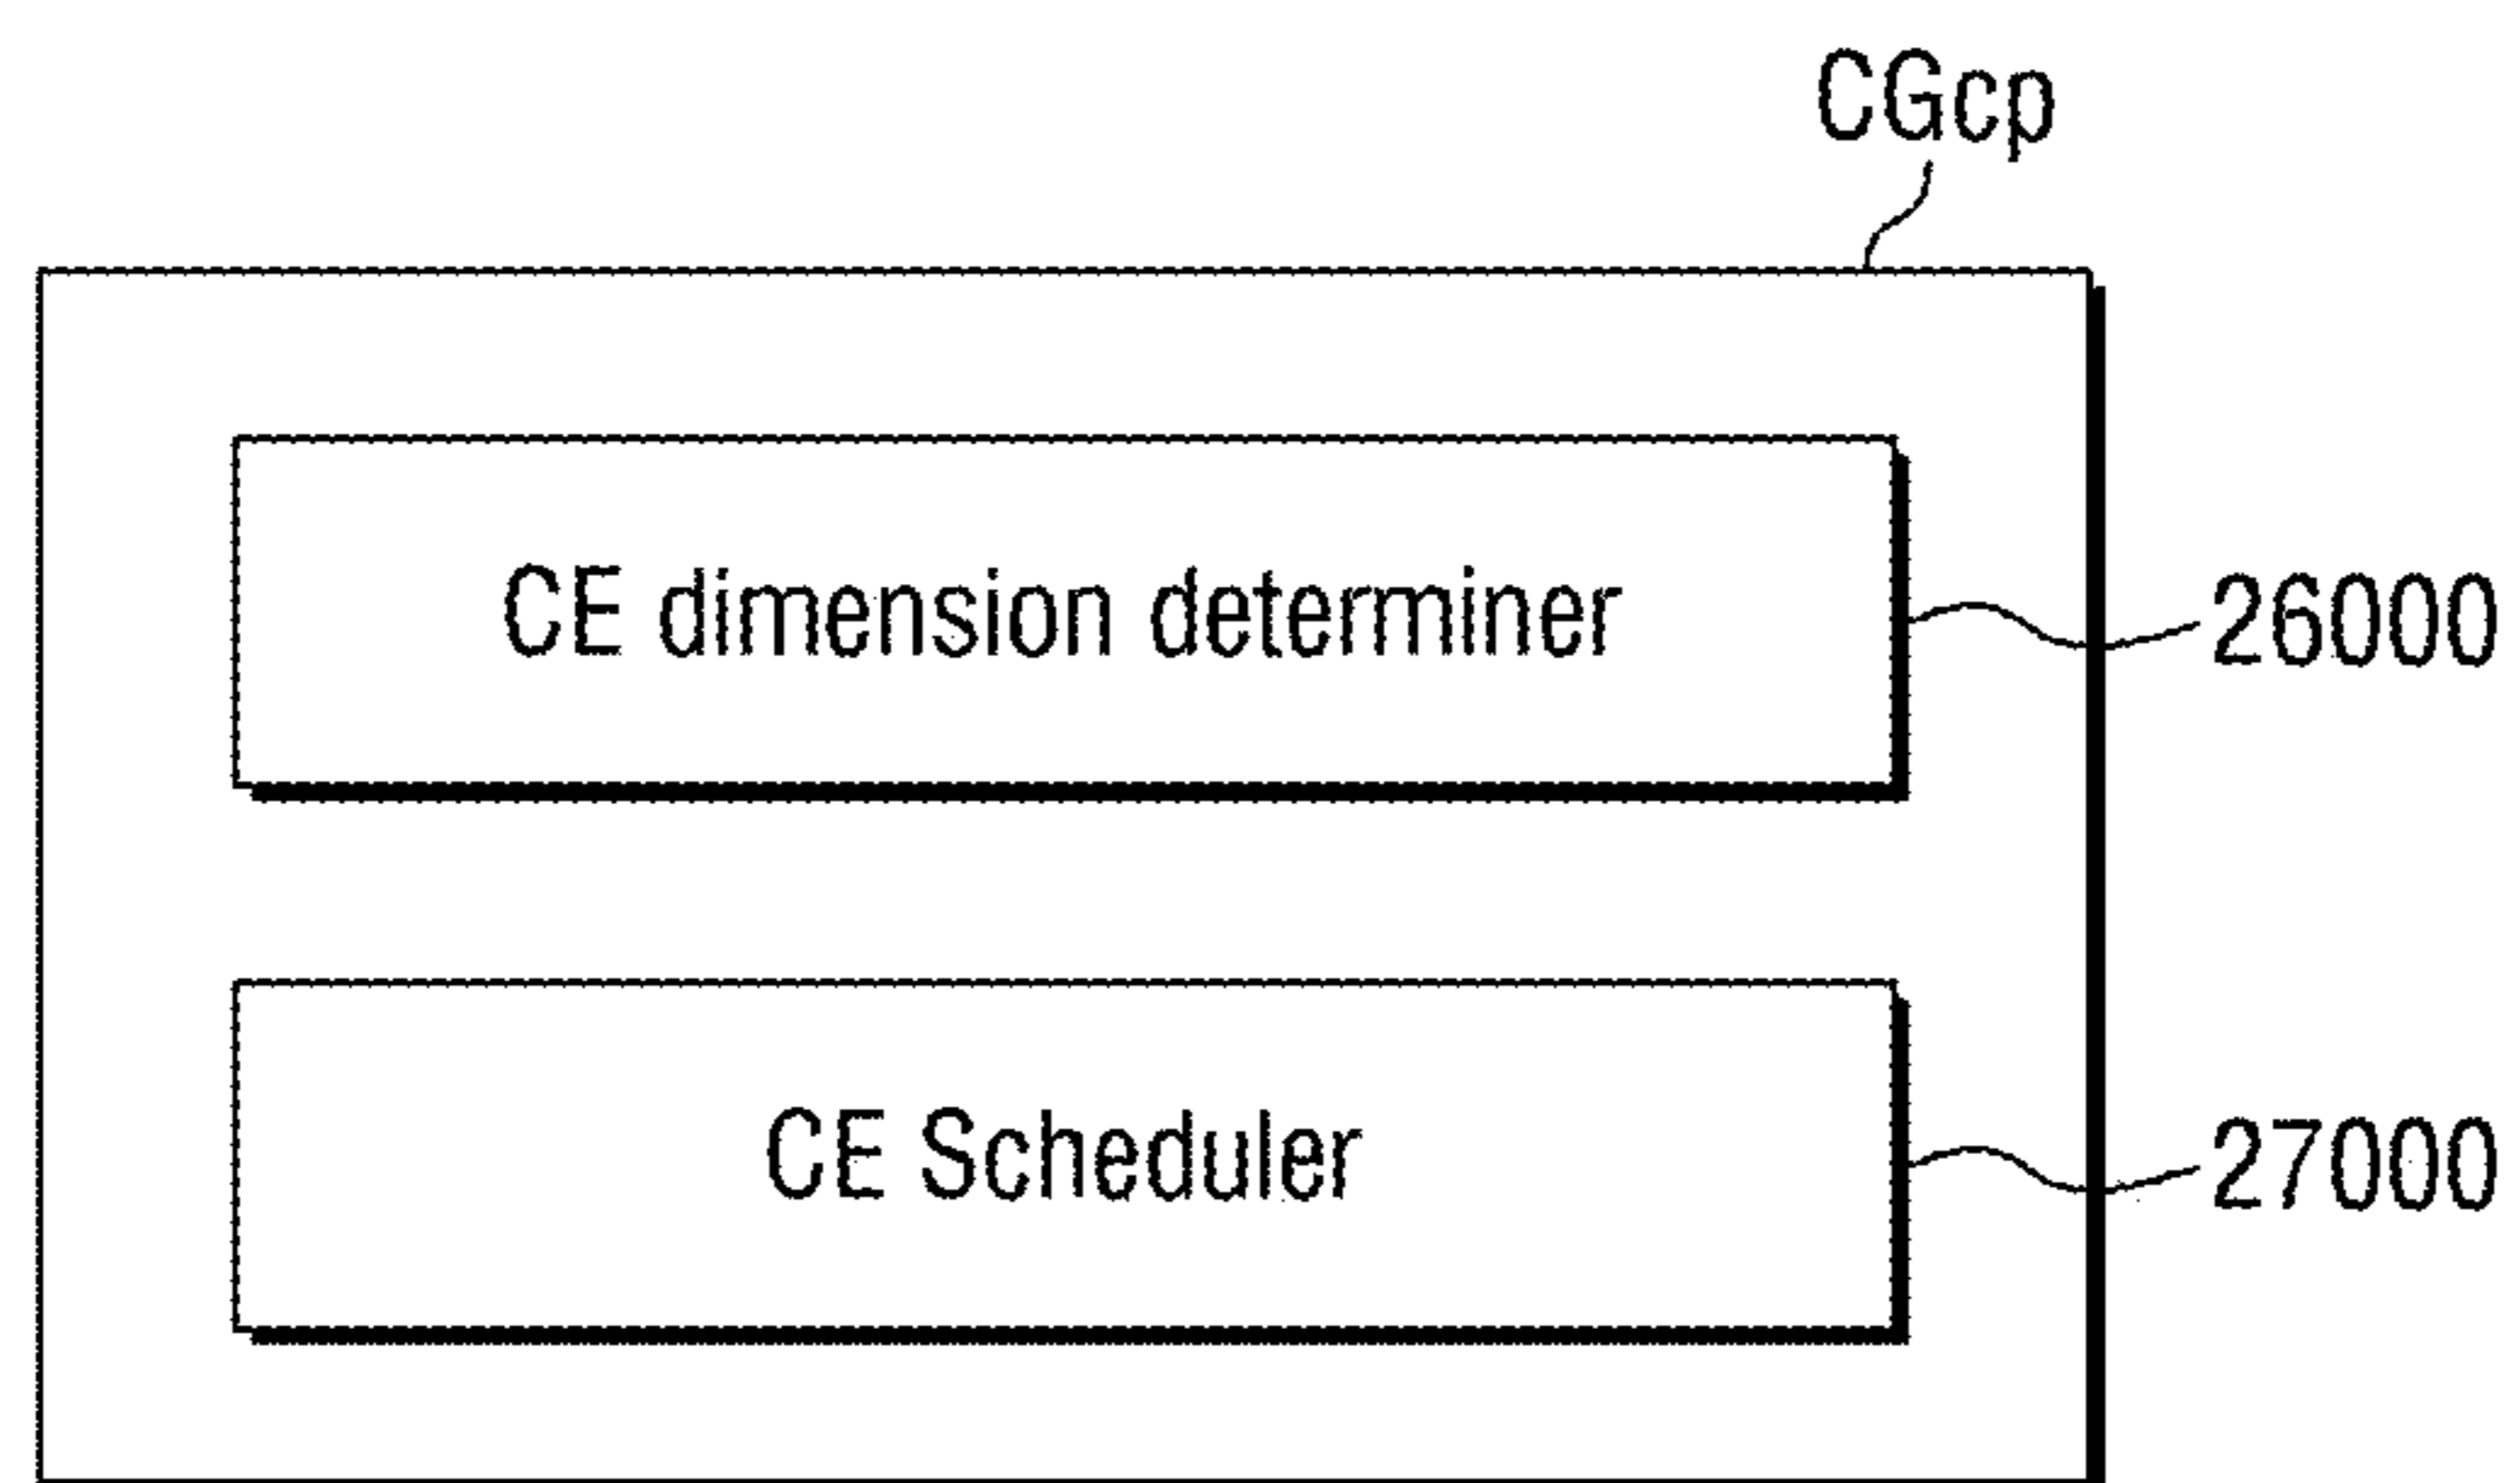 CGcp
CE dimension determiner
26000
CE Scheduler
27000